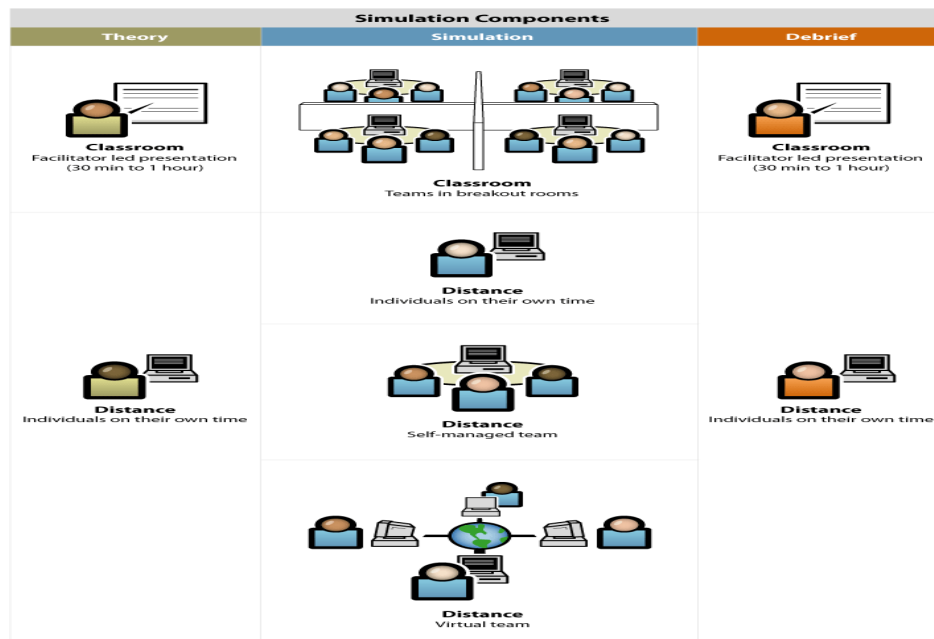 Simulation Components
Theory
Simulation
Debrief
Classroom
Facilitator led presentation
(30 min to 1 hour)
Classroom
Teams in breakout rooms
Classroom
Facilitator led presentation
(30 min to 1 hour)
Distance
Individuals on their own time
Distance
Individuals on their own time
Distance
Self-managed team
Distance
Individuals on their own time
Distance
Virtual team